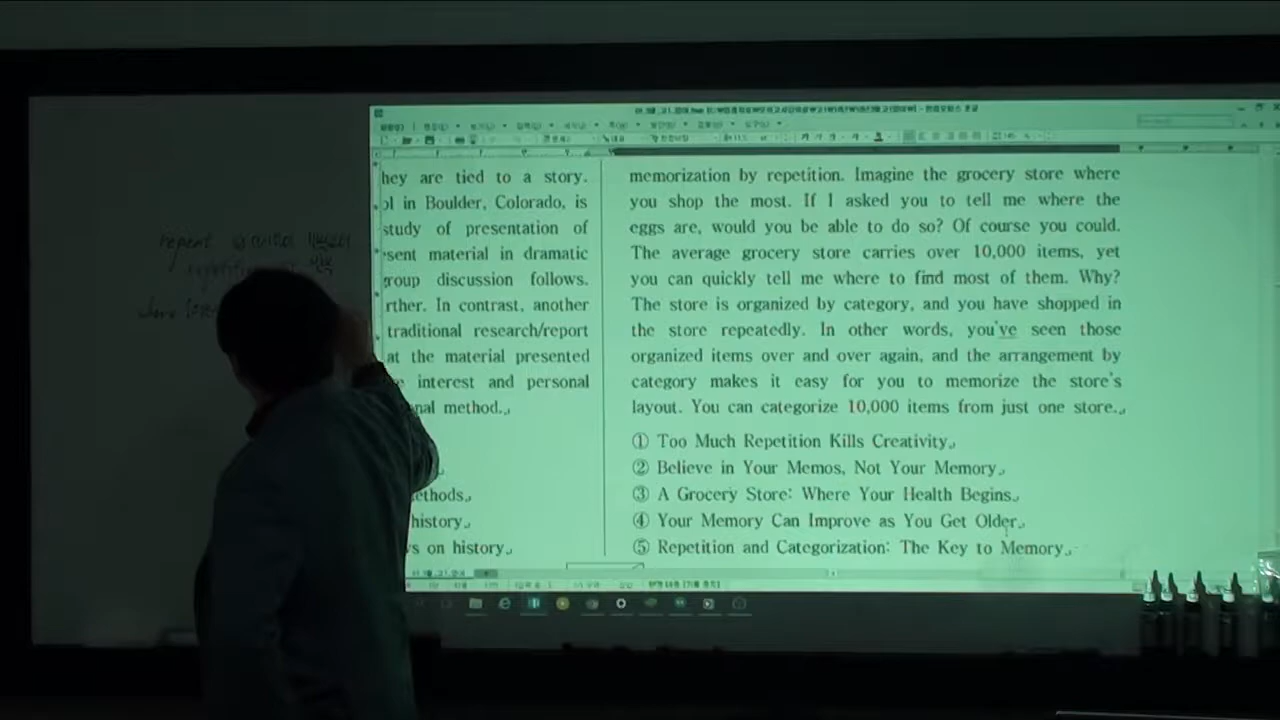 repeat
hey are tied to a story.
ol in Boulder, Colorado, is
study of presentation of
sent material in dramatic
group discussion follows.
rther. In contrast, another
traditional research/report
at the material presented
interest and personal
nal method.
ethods.
history.
s on history.
memorization by repetition. Imagine the grocery store where
you shop the most. If I asked you to tell me where the
eggs are, would you be able to do so? Of course you could.
The average grocery store carries over 10,000 items, yet
you can quickly tell me where to find most of them. Why?
The store is organized by category, and you have shopped in
the store repeatedly. In other words, you've seen those
organized items over and over again, and the arrangement by
category makes it easy for you to memorize the store's
layout. You can categorize 10,000 items from just one store.
① Too Much Repetition Kills Creativity
② Believe in Your Memos, Not Your Memory
③ A Grocery Store: Where Your Health Begins
④ Your Memory Can Improve as You Get Older
⑤ Repetition and Categorization: The Key to Memory